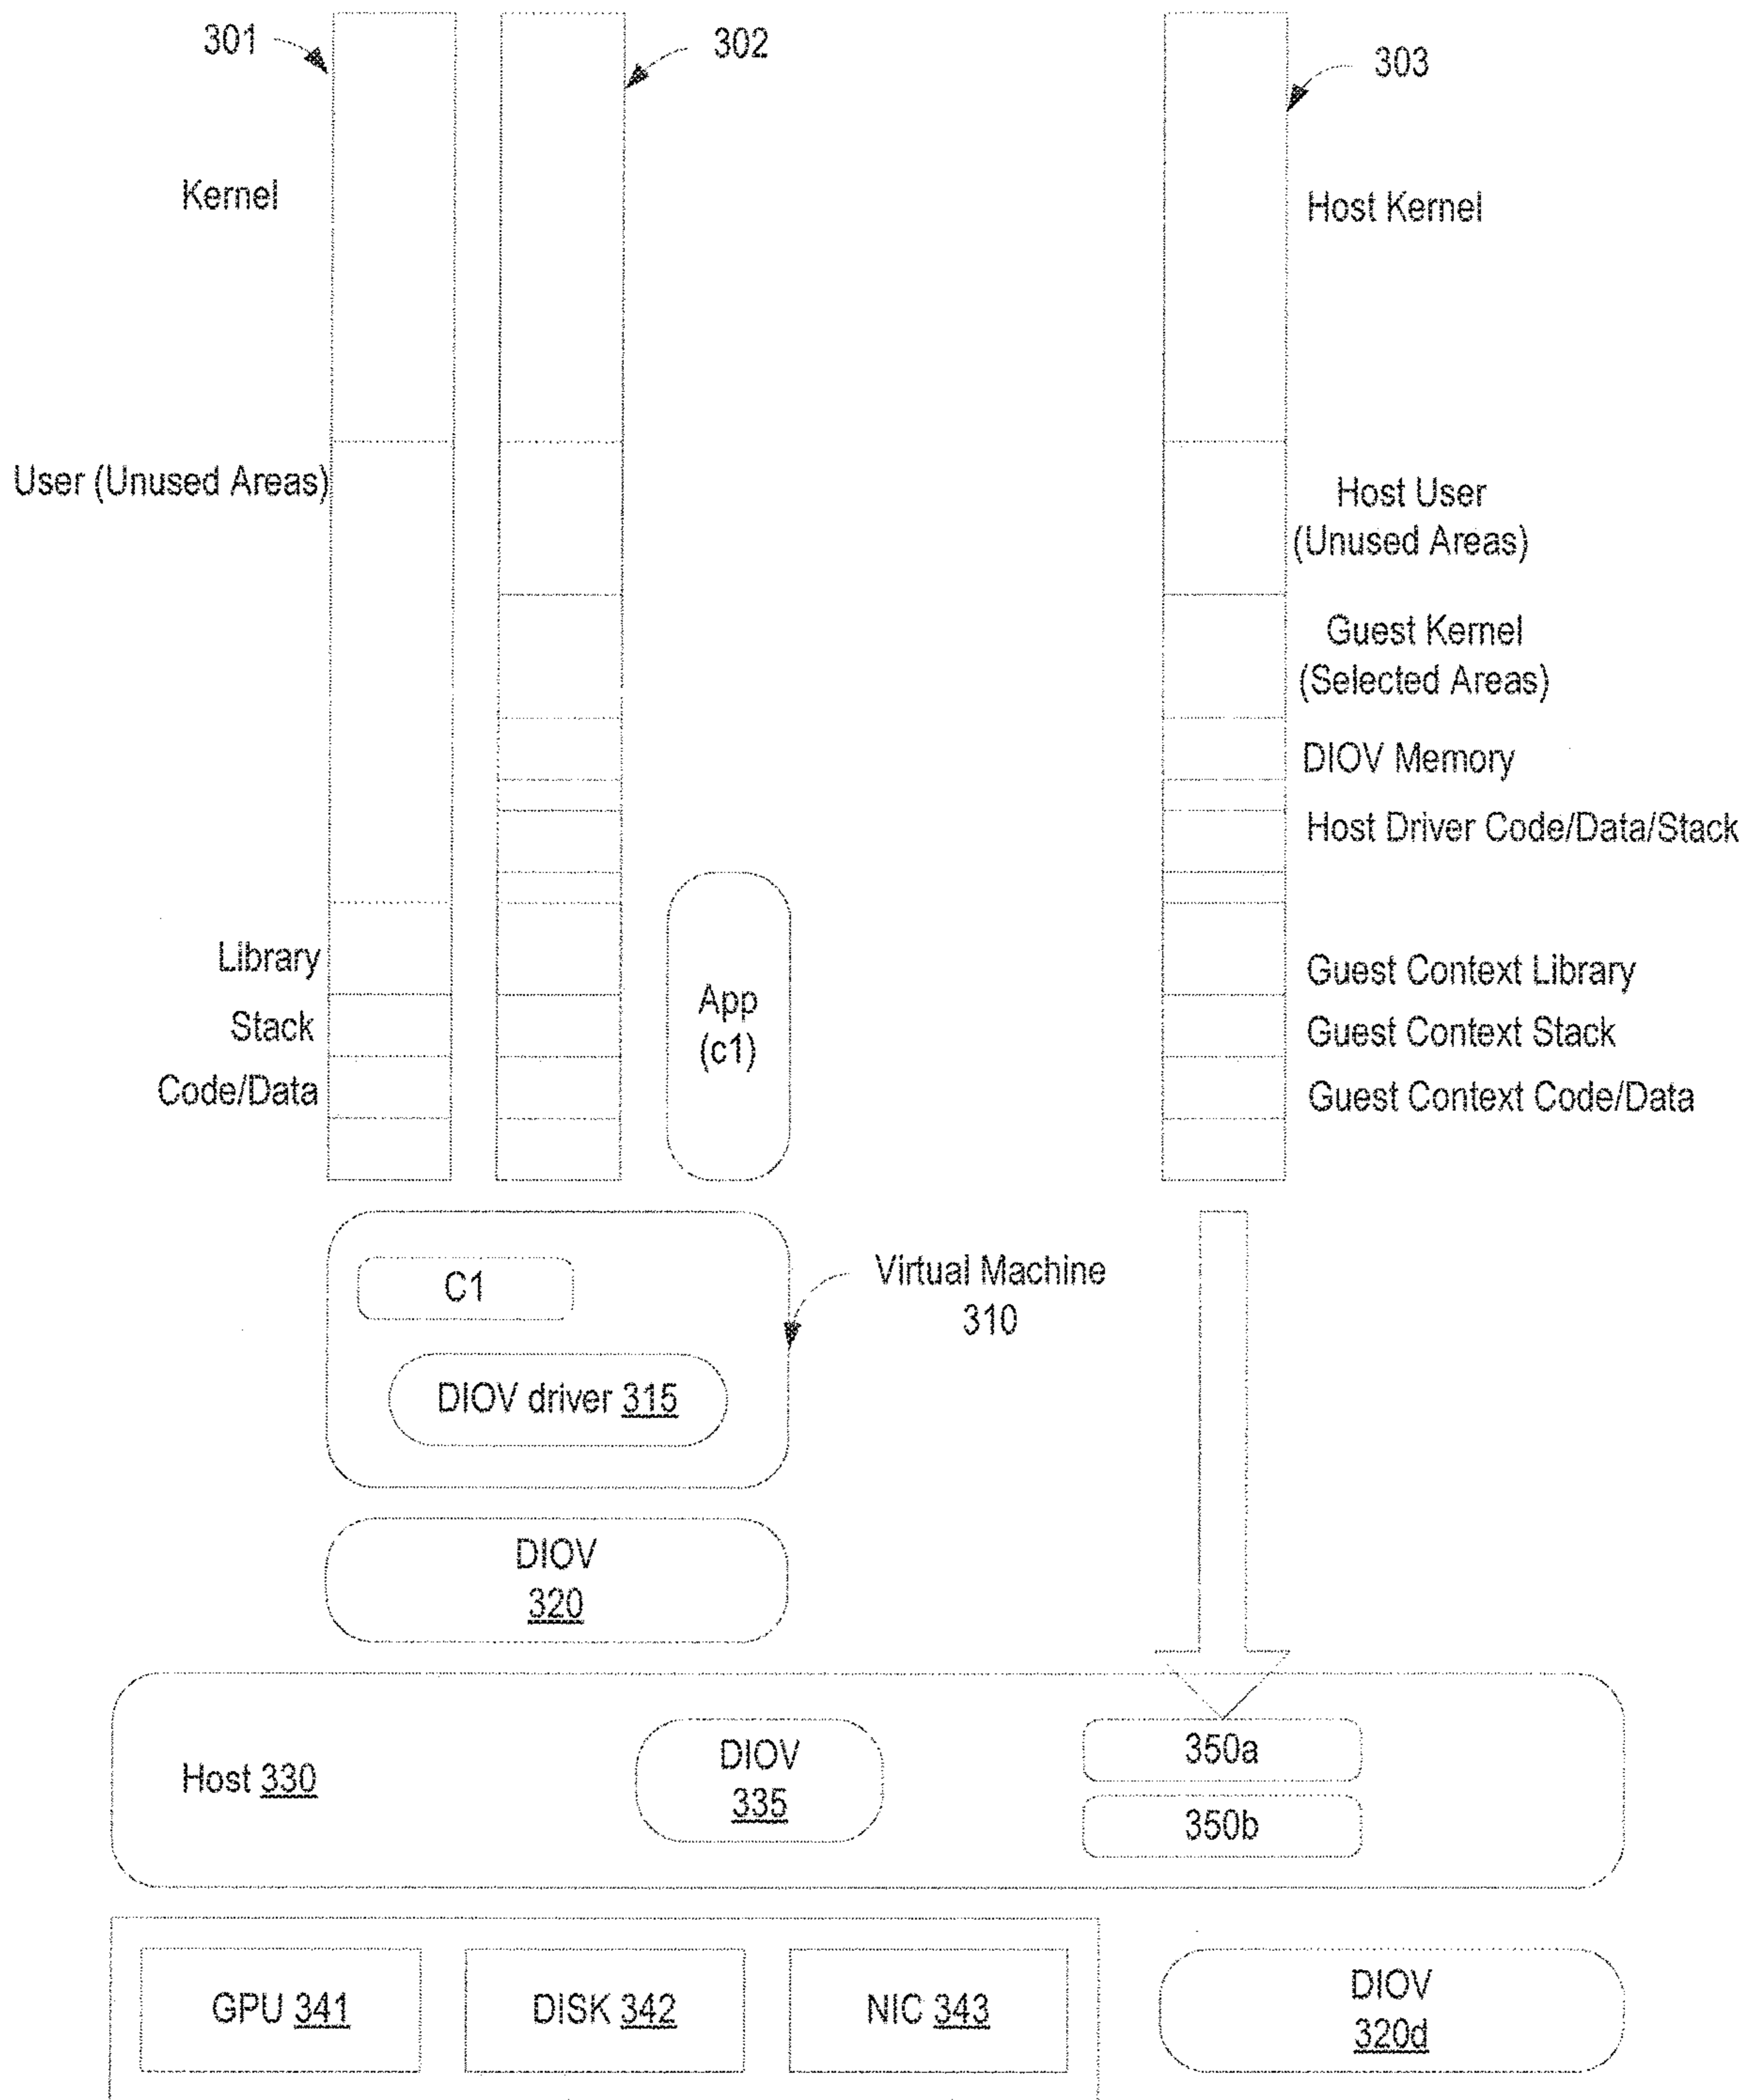 301
302
303
Kernel
Host Kernel
User (Unused Areas)
Host User
(Unused Areas)
Guest Kernel
(Selected Areas)
DIOV Memory
Host Driver Code/Data/Stack
Library
App
(c1)
Guest Context Library
Stack
Guest Context Stack
Code/Data
Guest Context Code/Data
C1
Virtual Machine
310
DIOV driver 315
DIOV
320
Host 330
DIOV
335
350a
350b
GPU 341
DISK 342
NIC 343
DIOV
320d